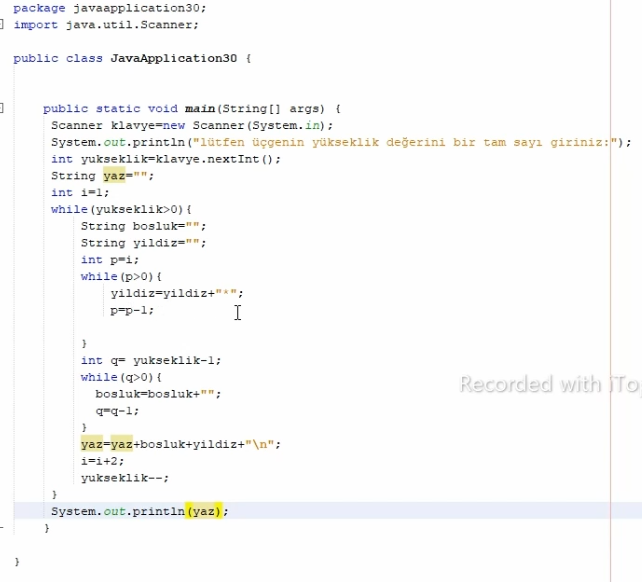 package javaapplication30;
import java.util.Scanner;
public class JavaApplication30 {
public static void main(String[] args) {
Scanner klavye=new Scanner(System.in);
System.out.println("lütfen üçgenin yükseklik değerini bir tam sayı giriniz:");
int yukseklik=klavye.nextInt();
String yaz="";
int i=1;
while(yukseklik>0){
String bosluk="";
String yildiz="";
int p=i;
while(p>0){
yildiz=yildiz+"*";
p=p-1;
}
int q= yukseklik-1;
while(q>0){
bosluk=bosluk+"";
q=q-1;
}
yaz=yaz+bosluk+yildiz+"\n";
i=i+2;
yukseklik--;
}
System.out.println(yaz);
}
}
Recorded with iTop